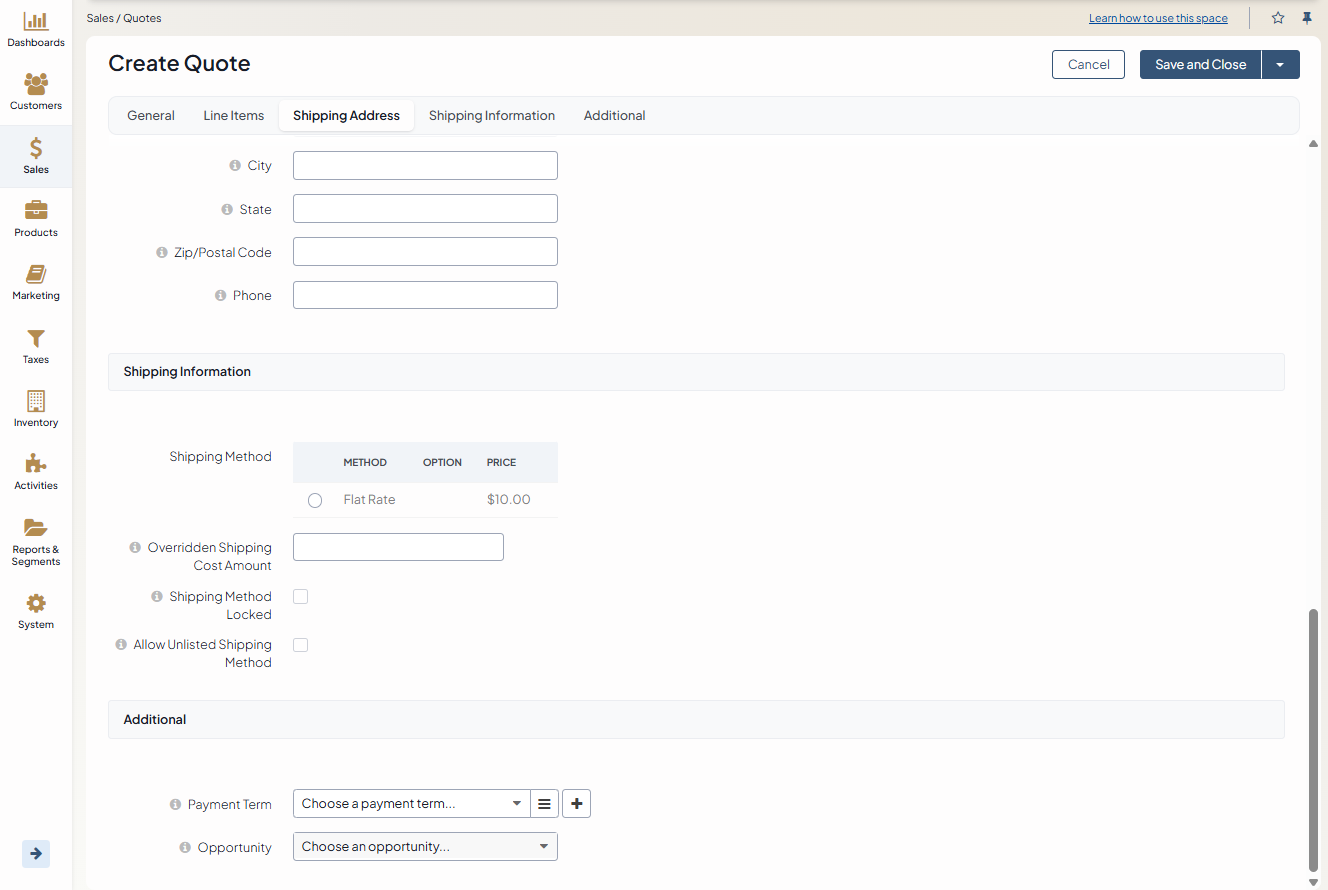 Dashboards
Customers
Sales
Products
Marketing
Taxes
Inventory
Activities
Reports &
Segments
System
Sales / Quotes
Learn how to use this space
Create Quote
Cancel
Save and Close
General
Line Items
Shipping Address
Shipping Information
Additional
City
State
Zip/Postal Code
Phone
Shipping Information
Shipping Method
METHOD OPTION PRICE
Flat Rate $10.00
Overridden Shipping
Cost Amount
Shipping Method
Locked
Allow Unlisted Shipping
Method
Additional
Payment Term
Choose a payment term...
Opportunity
Choose an opportunity...